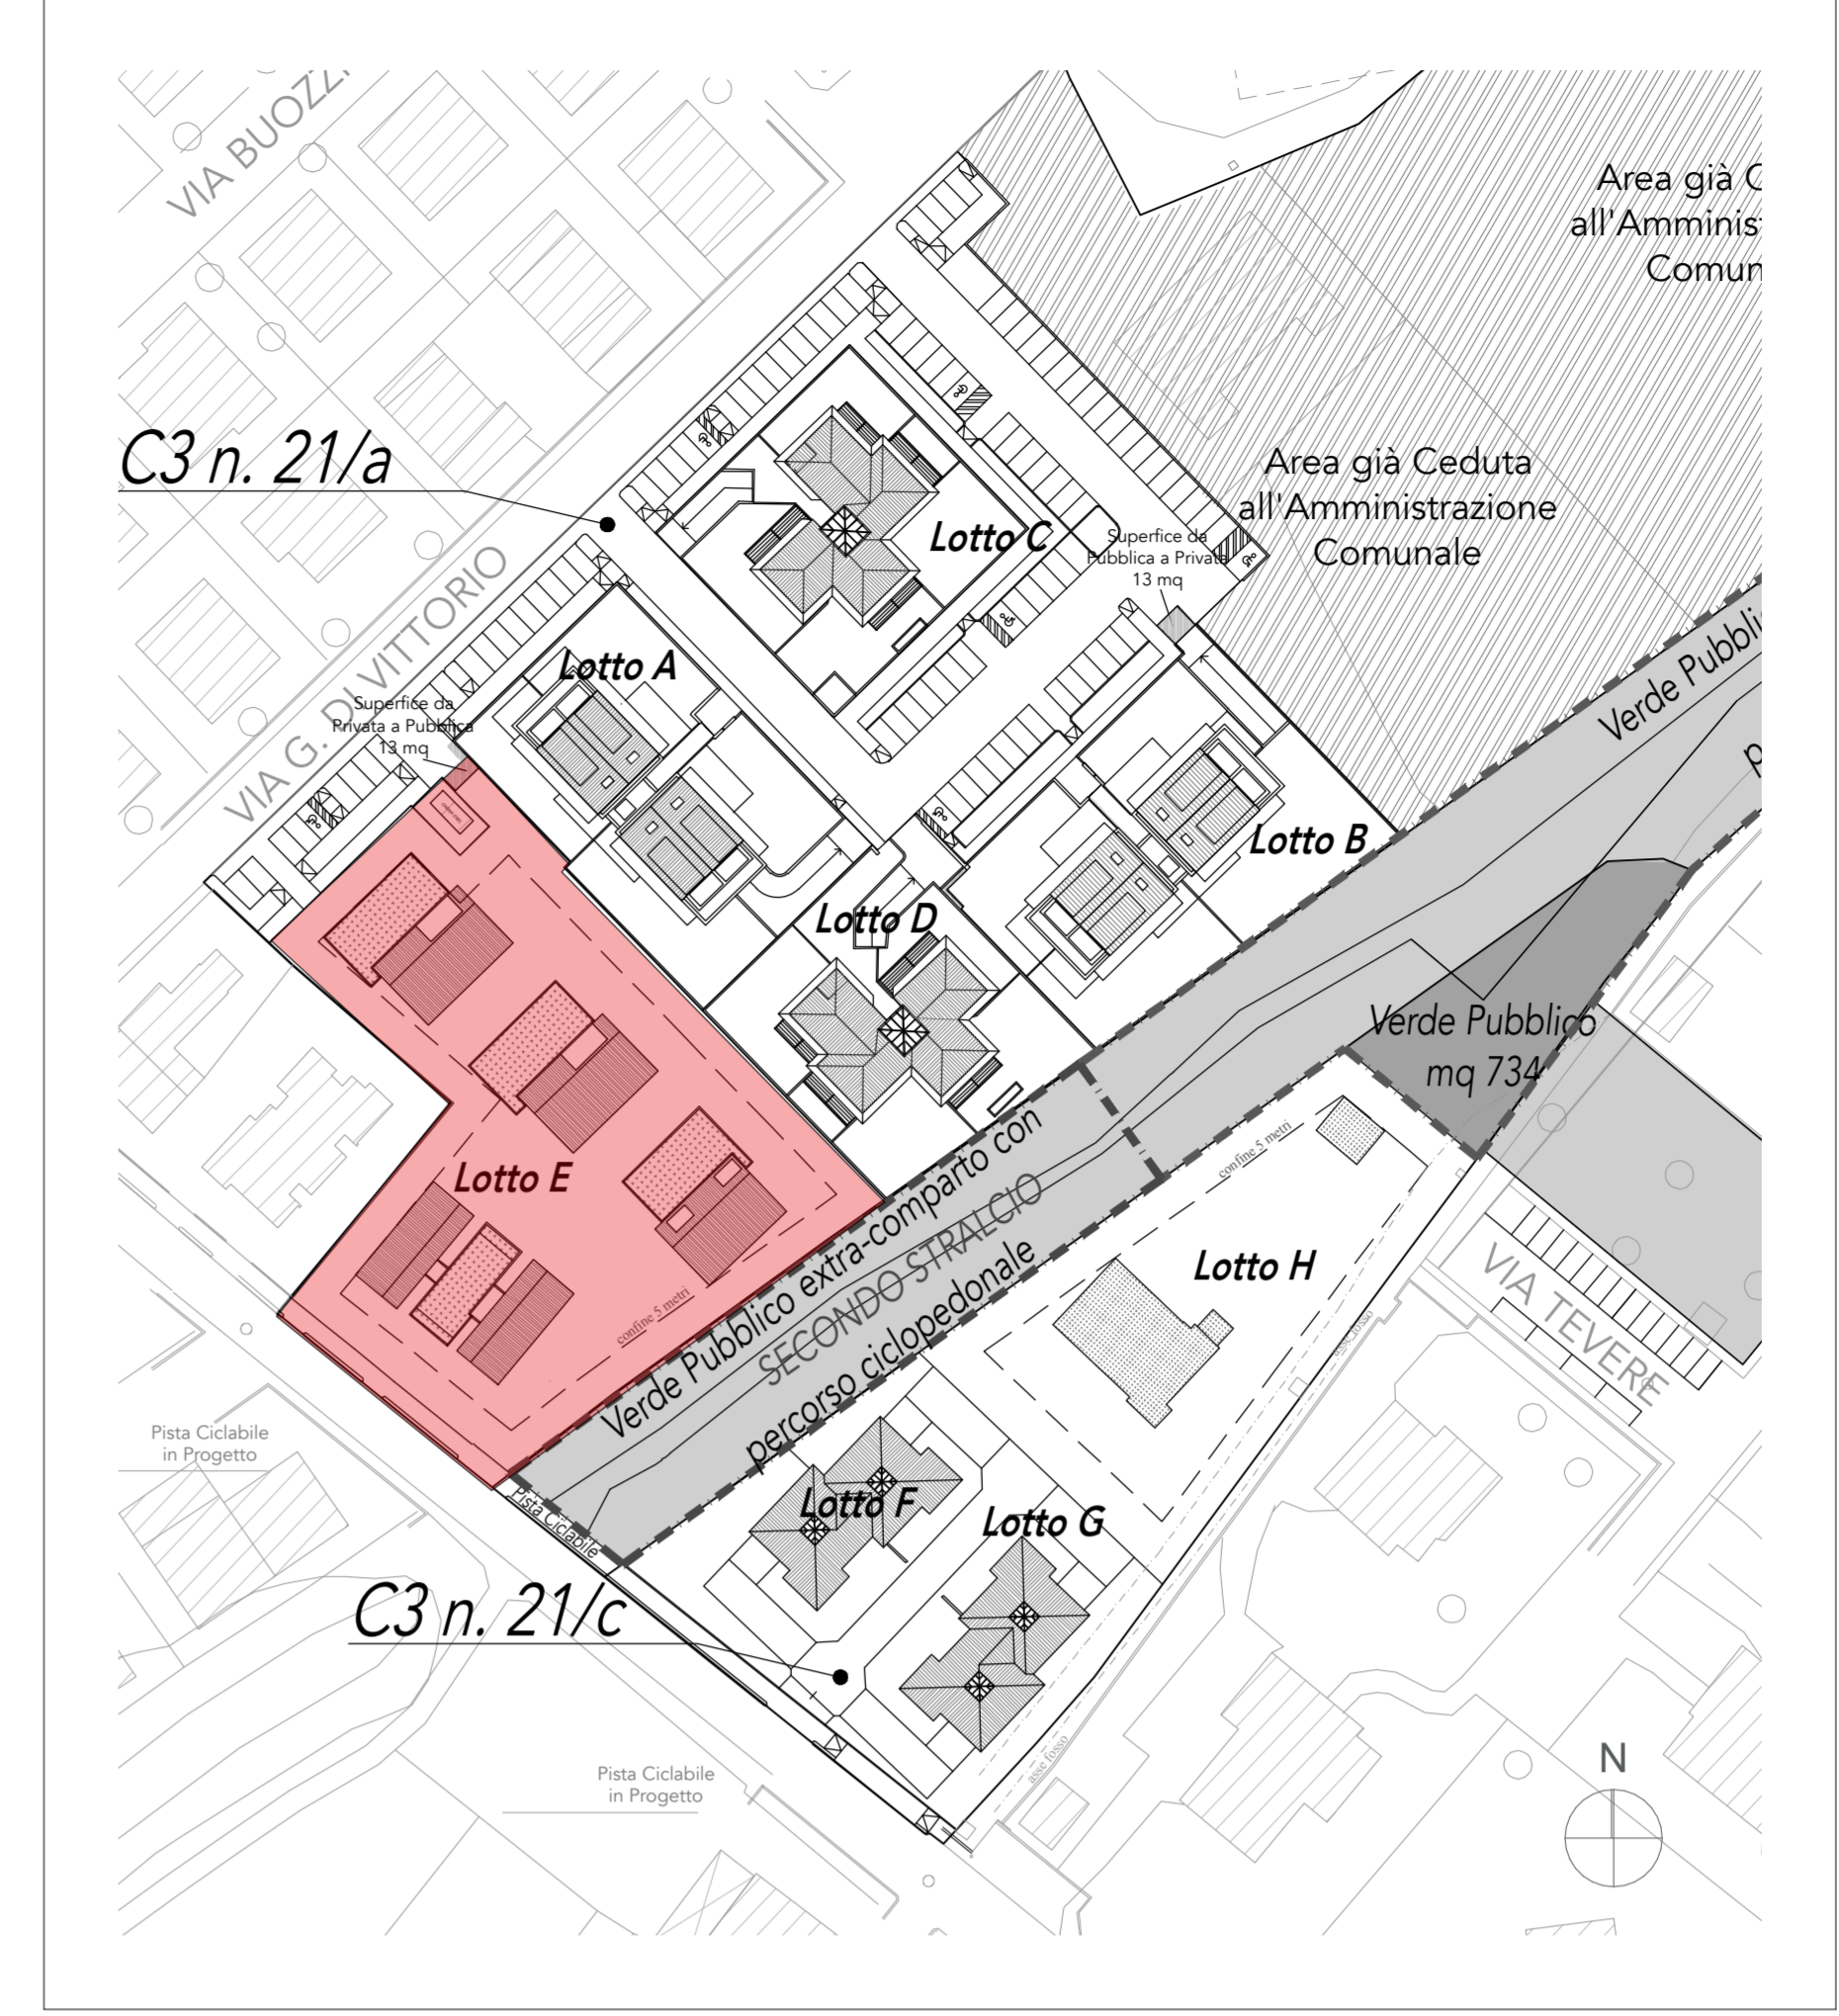 VIA BUOZZI
Area già C
all'Amminis
Comun
C3 n. 21/a
Area già Ceduta
all'Amministrazione
Comunale
Lotto C
Superfice da
Pubblica a Privata
13 mq
VIA G. DI VITTORIO
Lotto A
Superfice da
Privata a Pubblica
13 mq
Verde Pubbli
p
Lotto B
Lotto D
Verde Pubblico
mq 734
Lotto E
confine 5 metri
confine 5 metri
Verde Pubblico extra-comparto con
SECONDO STRALCIO
percorso ciclopedonale
Lotto H
VIA TEVERE
asse fosso
Pista Ciclabile
in Progetto
Pista Ciclabile
Lotto F
Lotto G
C3 n. 21/c
asse fosso
Pista Ciclabile
in Progetto
N